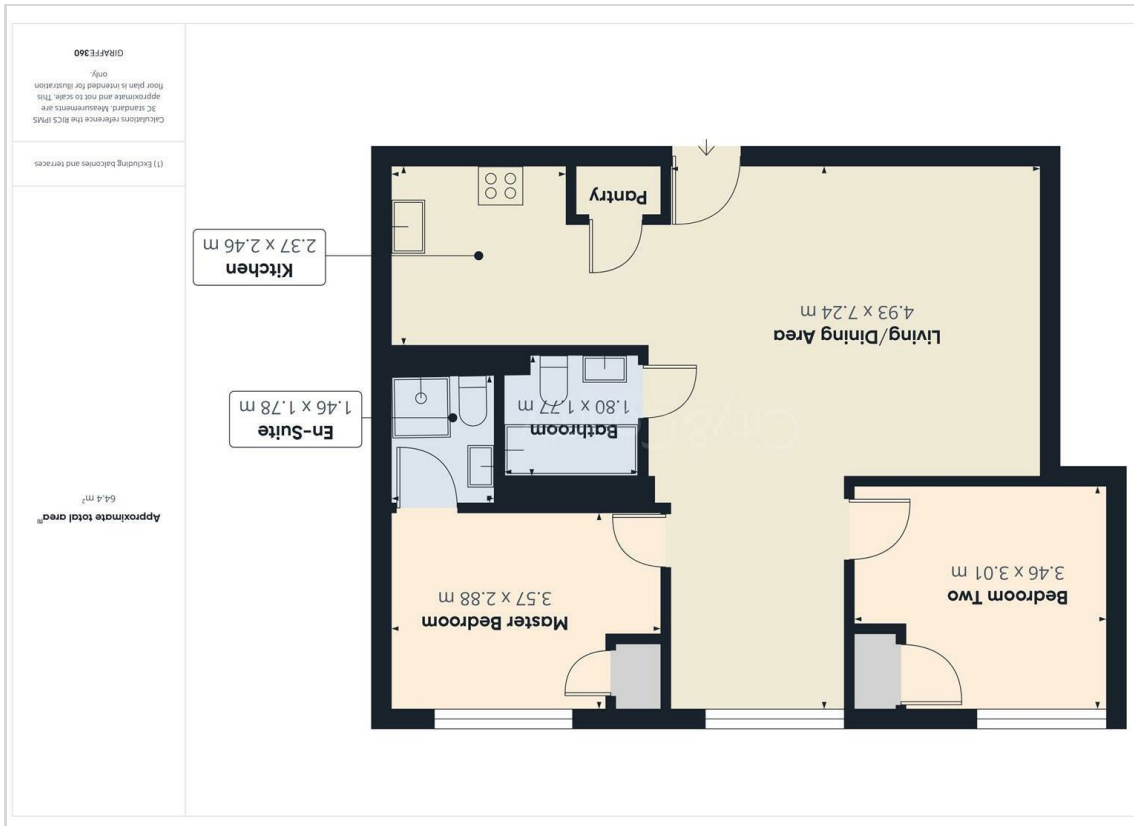 Bedroom Two
3.46 x 3.01 m
Master Bedroom
3.57 x 2.88 m
Bathroom
1.80 x 1.77 m
En-Suite
1.46 x 1.78 m
Living/Dining Area
4.93 x 7.24 m
Kitchen
2.37 x 2.46 m
Pantry
Approximate total area(1)
64.4 m²
(1) Excluding balconies and terraces
Calculations reference the RICS IPMS
3C standard. Measurements are
approximate and not to scale. This
floor plan is intended for illustration
only.
GIRAFFE360